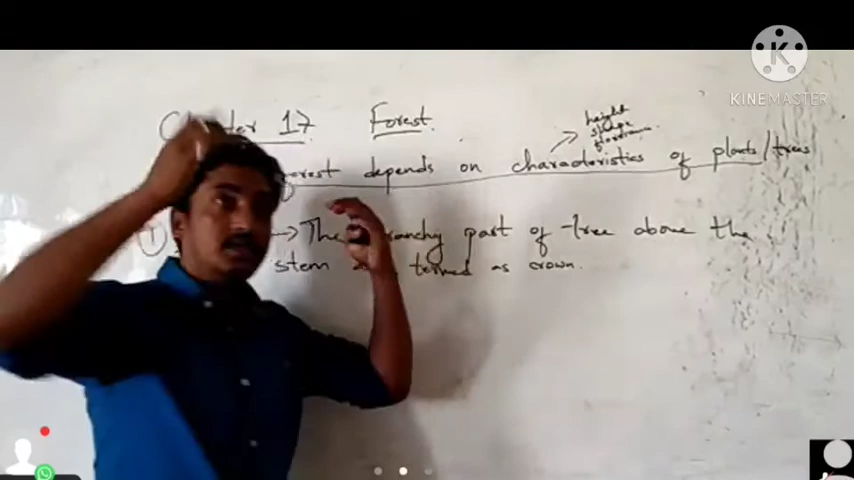 KINEMASTER
17 Forest
height
shape
depends on characteristics of plants/trees
① → The branchy part of tree above the
stem termed as crown.